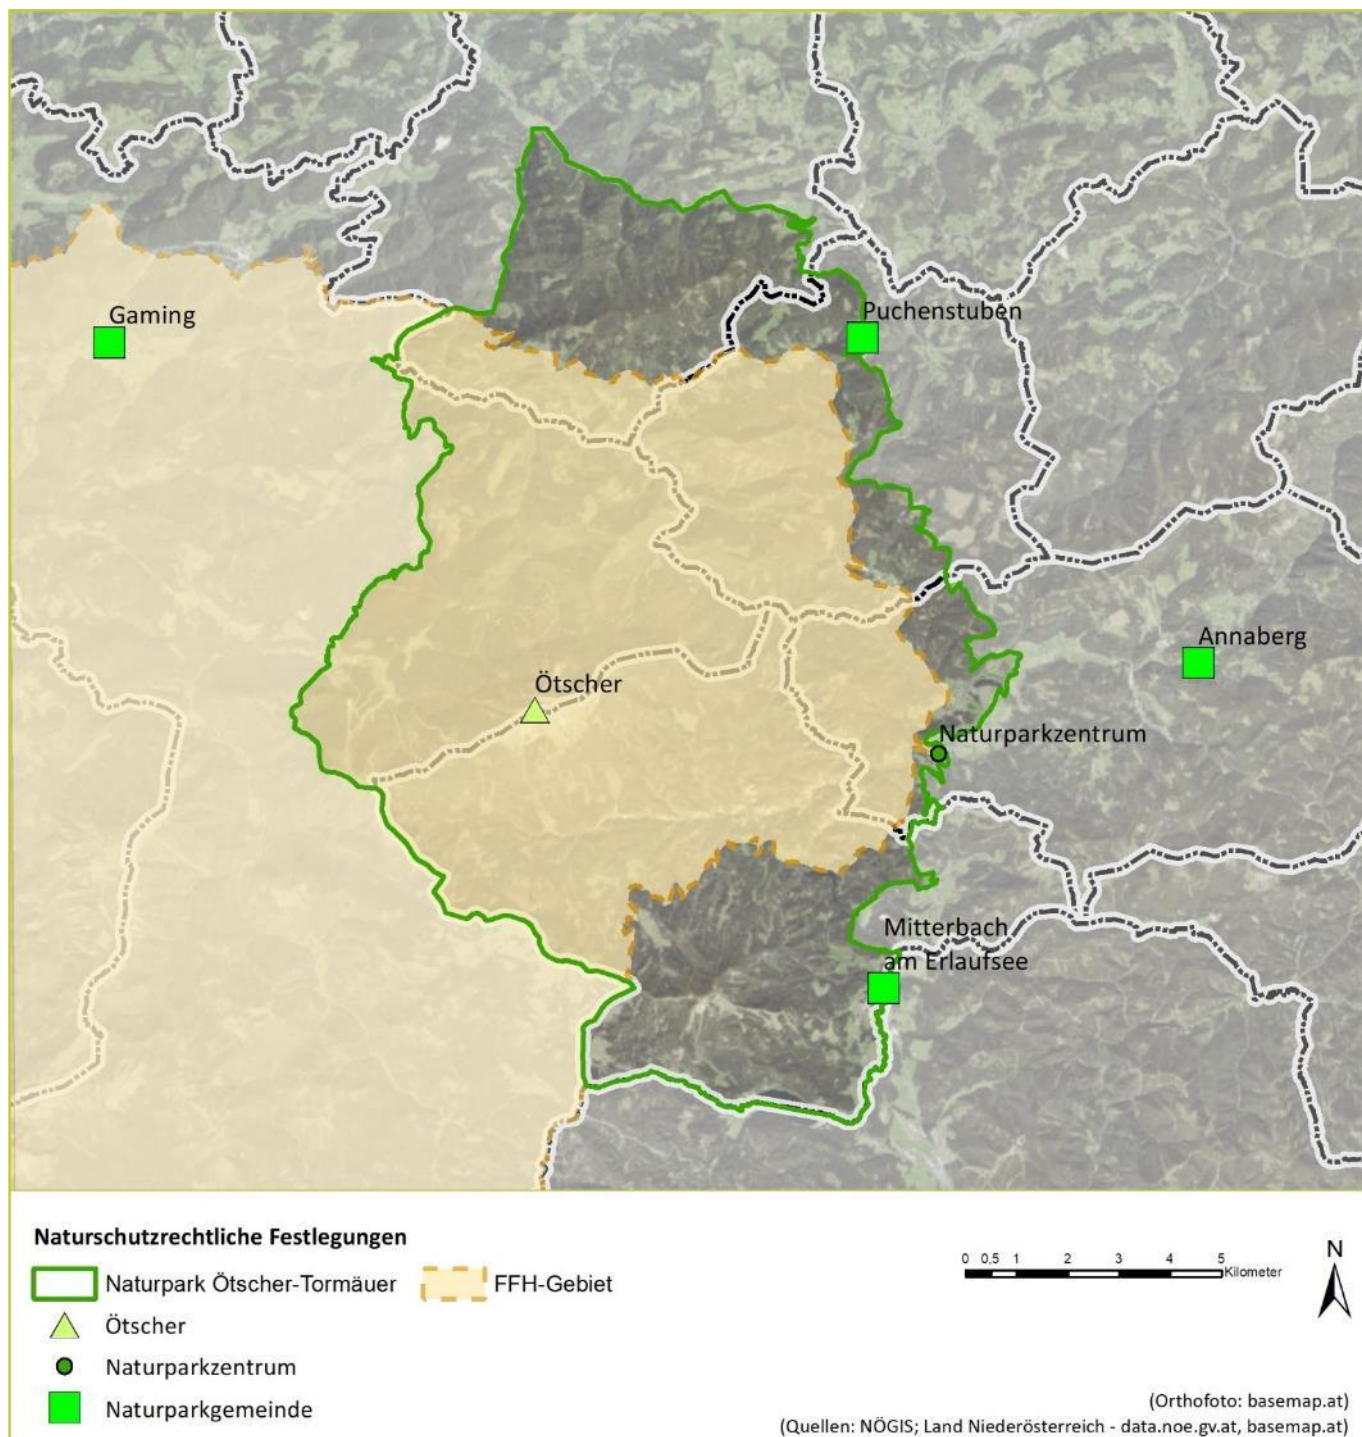 Gaming
Puchenstuben
Annaberg
Ötscher
Naturparkzentrum
Mitterbach
am Erlaufsee
Naturschutzrechtliche Festlegungen
Naturpark Ötscher-Tormäuer
FFH-Gebiet
Ötscher
Naturparkzentrum
Naturparkgemeinde
0 0,5 1 2 3 4 5
Kilometer
N
(Orthofoto: basemap.at)
(Quellen: NÖGIS; Land Niederösterreich - data.noe.gv.at, basemap.at)